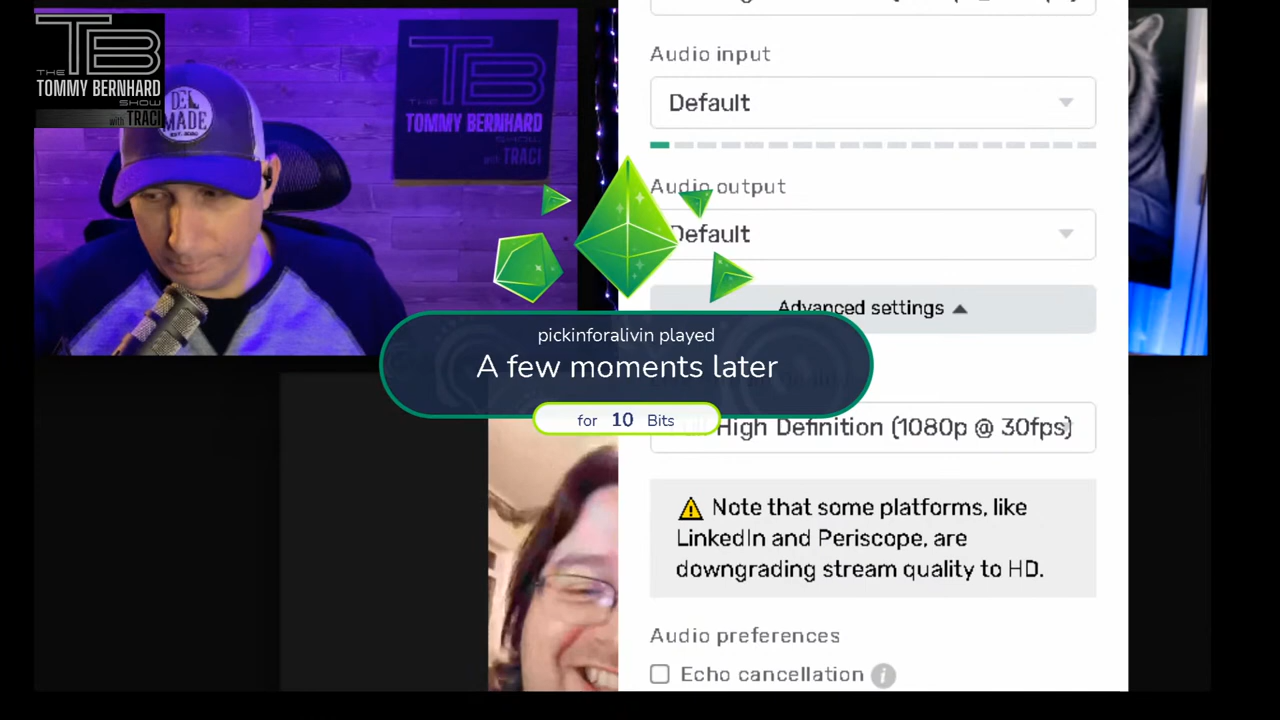 TB
THE
TOMMY BERNHARD
SHOW
with TRACI
DEL
MADE
TB
THE
TOMMY BERNHARD
SHOW
with TRACI
Audio input
Default
Audio output
Default
Advanced settings
pickinforalivin played
A few moments later
for 10 Bits
High Definition (1080p @ 30fps)
Note that some platforms, like
LinkedIn and Periscope, are
downgrading stream quality to HD.
Audio preferences
Echo cancellation
i